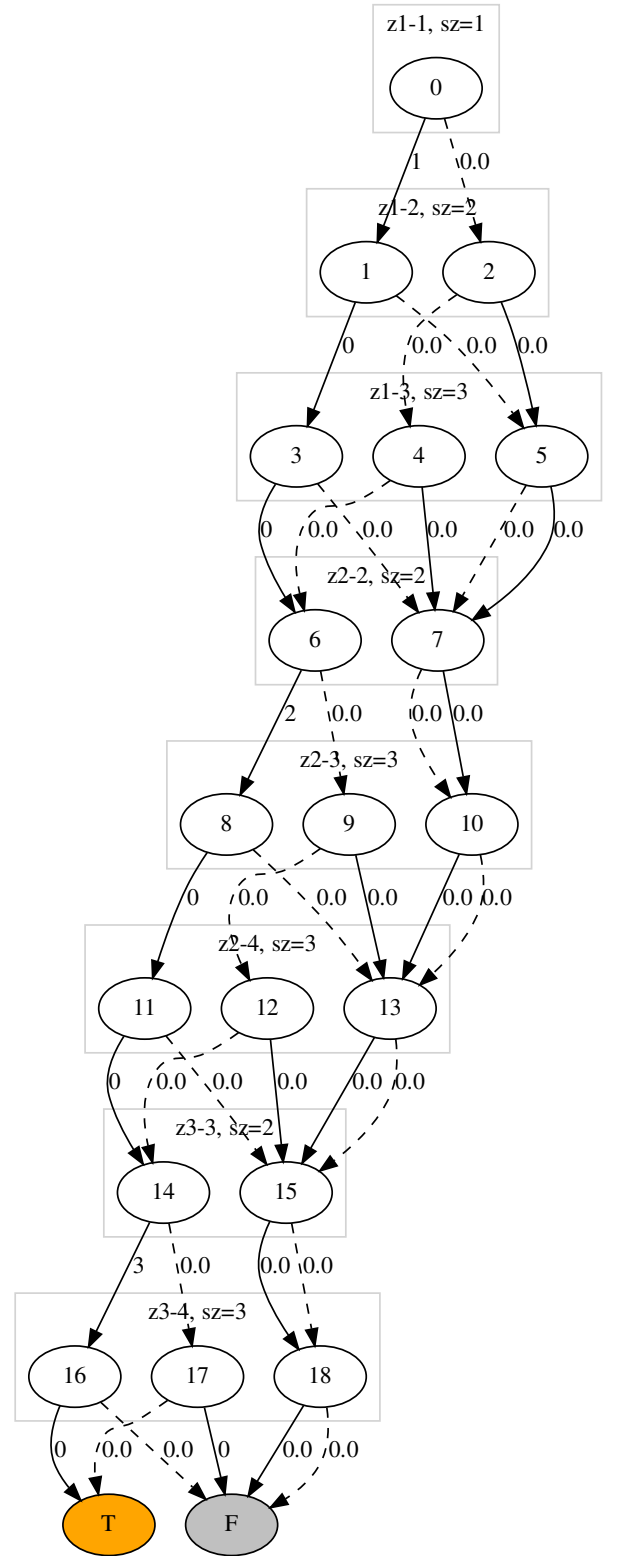 z1-1, sz=1
0
1 0.0
z1-2, sz=2
1 2
0 0.0 0.0 0.0
z1-3, sz=3
3 4 5
0 0.0 0.0 0.0 0.0 0.0
z2-2, sz=2
6 7
2 0.0 0.0 0.0
z2-3, sz=3
8 9 10
0 0.0 0.0 0.0 0.0 0.0
z2-4, sz=3
11 12 13
0 0.0 0.0 0.0 0.0 0.0
z3-3, sz=2
14 15
3 0.0 0.0 0.0
z3-4, sz=3
16 17 18
0 0.0 0.0 0 0.0 0.0
T F